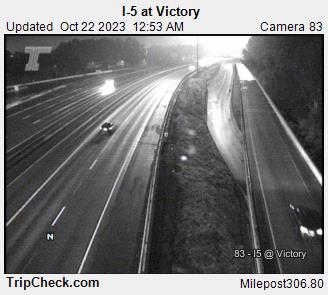 I-5 at Victory
Updated Oct 22 2023 12:53 AM Camera 83
T
N
83 - I5 @ Victory
TripCheck.com Milepost306.80